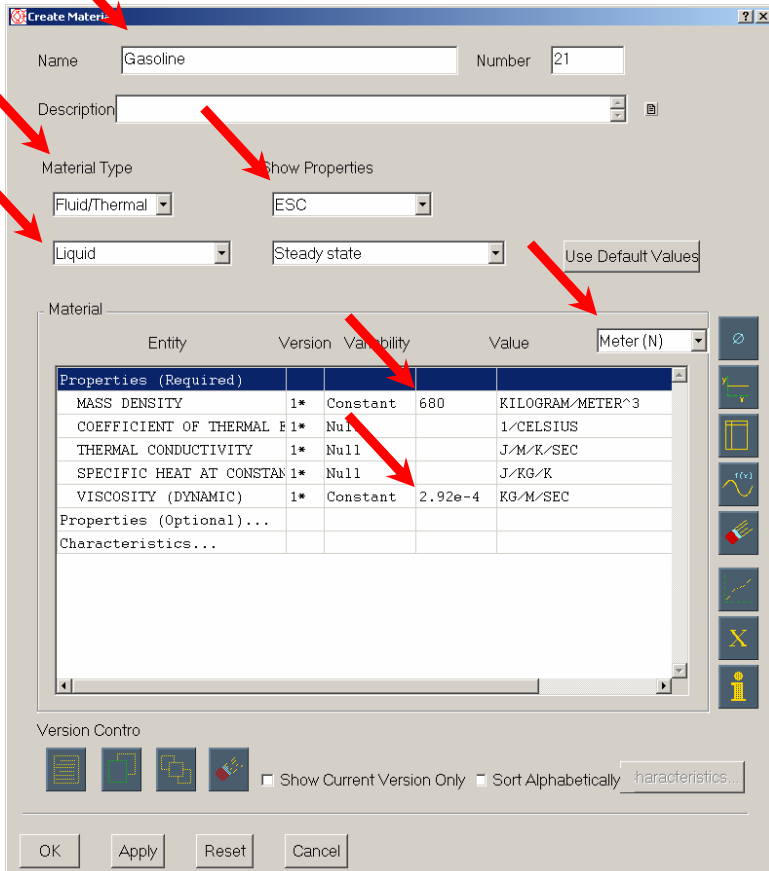 Create Materi
Name Gasoline Number 21
Description
Material Type Show Properties
Fluid/Thermal ESC
Liquid Steady state Use Default Values
Material
Entity Version Variability Value Meter (N)
Properties (Required)
MASS DENSITY 1* Constant 680 KILOGRAM/METER^3
COEFFICIENT OF THERMAL E 1* Null 1/CELSIUS
THERMAL CONDUCTIVITY 1* Null J/M/K/SEC
SPECIFIC HEAT AT CONSTAN 1* Null J/KG/K
VISCOSITY (DYNAMIC) 1* Constant 2.92e-4 KG/M/SEC
Properties (Optional)...
Characteristics...
f(x)
X
i
Version Contro
Show Current Version Only Sort Alphabetically haracteristics...
OK Apply Reset Cancel